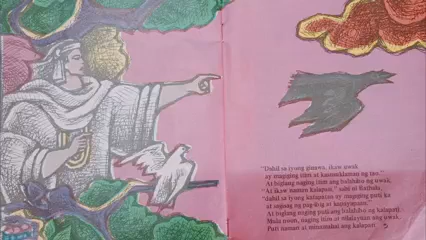 "Dahil sa iyong ginawa, ikaw uwak
ay magiging itim at kasusuklaman ng tao."
At biglang naging itim ang balahibo ng uwak.
"At ikaw naman kalapati," sabi ni Bathala,
"dahil sa iyong kalapatan ay magiging puti ka
at sagisag ng pag-ibig at kapayapaan."
At biglang naging puti ang balahibo ng kalapati.
Mula noon, naging itim at nilalayuan ang uwak.
Puti naman at minamahal ang kalapati.